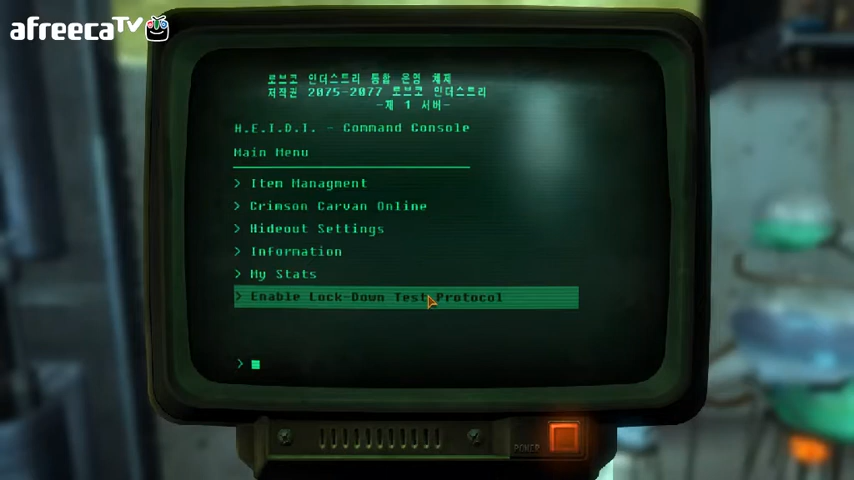 afreecaTV
로브코 인더스트리 통합 운영 체제
저작권 2075-2077 로브코 인더스트리
-제 1 서버-
H.E.I.D.I. - Command Console
Main Menu
> Item Managment
> Crimson Carvan Online
> Hideout Settings
> Information
> My Stats
> Enable Lock-Down Test Protocol
>
POWER